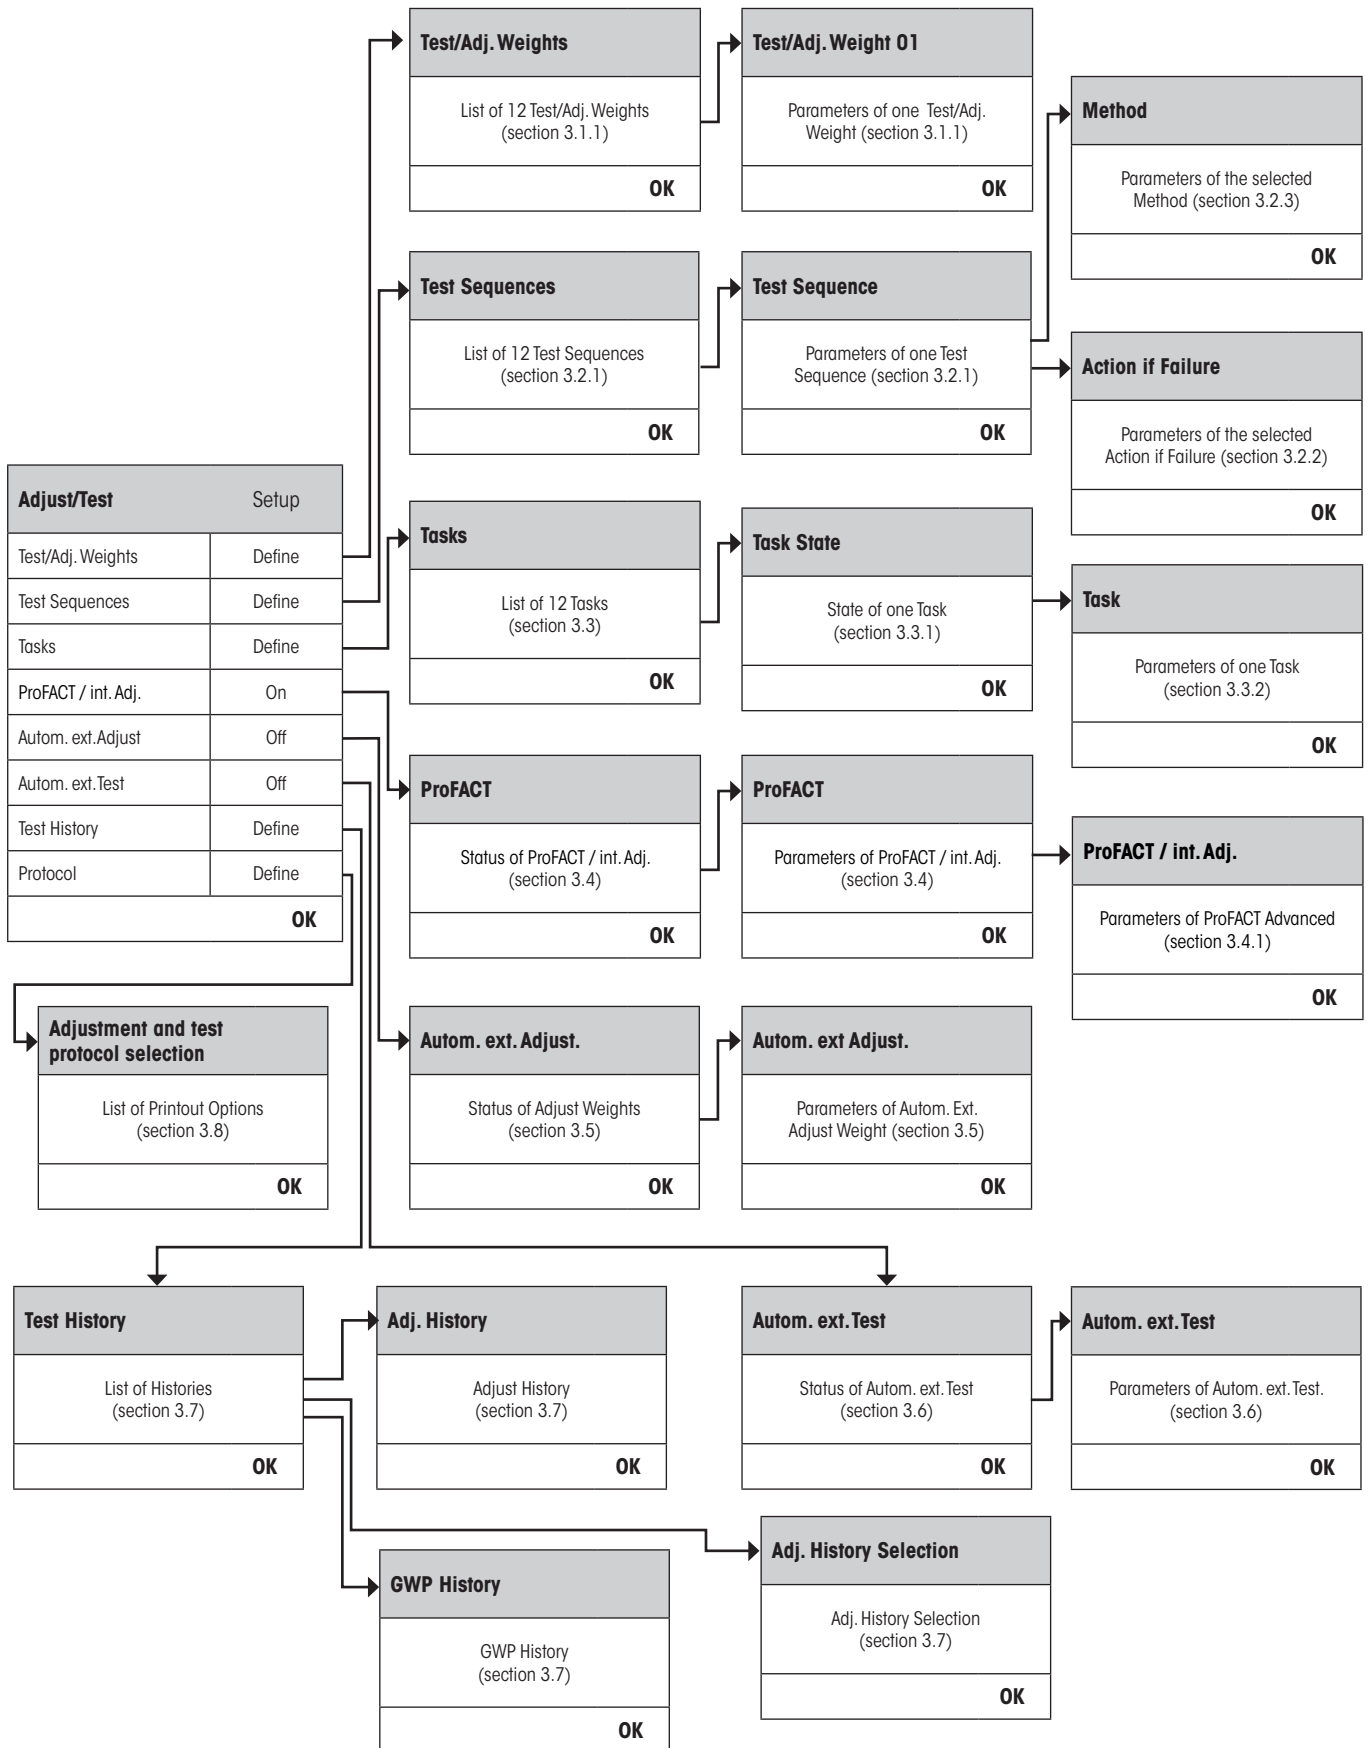 Test/Adj. Weights
List of 12 Test/Adj. Weights
(section 3.1.1)
OK
Test/Adj. Weight 01
Parameters of one Test/Adj.
Weight (section 3.1.1)
OK
Method
Parameters of the selected
Method (section 3.2.3)
OK
Test Sequences
List of 12 Test Sequences
(section 3.2.1)
OK
Test Sequence
Parameters of one Test
Sequence (section 3.2.1)
OK
Action if Failure
Parameters of the selected
Action if Failure (section 3.2.2)
OK
Adjust/Test Setup
Test/Adj. Weights Define
Test Sequences Define
Tasks Define
ProFACT / int. Adj. On
Autom. ext.Adjust Off
Autom. ext.Test Off
Test History Define
Protocol Define
OK
Tasks
List of 12 Tasks
(section 3.3)
OK
Task State
State of one Task
(section 3.3.1)
OK
Task
Parameters of one Task
(section 3.3.2)
OK
ProFACT
Status of ProFACT / int. Adj.
(section 3.4)
OK
ProFACT
Parameters of ProFACT / int. Adj.
(section 3.4)
OK
ProFACT / int. Adj.
Parameters of ProFACT Advanced
(section 3.4.1)
OK
Adjustment and test
protocol selection
List of Printout Options
(section 3.8)
OK
Autom. ext. Adjust.
Status of Adjust Weights
(section 3.5)
OK
Autom. ext Adjust.
Parameters of Autom. Ext.
Adjust Weight (section 3.5)
OK
Test History
List of Histories
(section 3.7)
OK
Adj. History
Adjust History
(section 3.7)
OK
Autom. ext. Test
Status of Autom. ext. Test
(section 3.6)
OK
Autom. ext. Test
Parameters of Autom. ext. Test.
(section 3.6)
OK
GWP History
GWP History
(section 3.7)
OK
Adj. History Selection
Adj. History Selection
(section 3.7)
OK